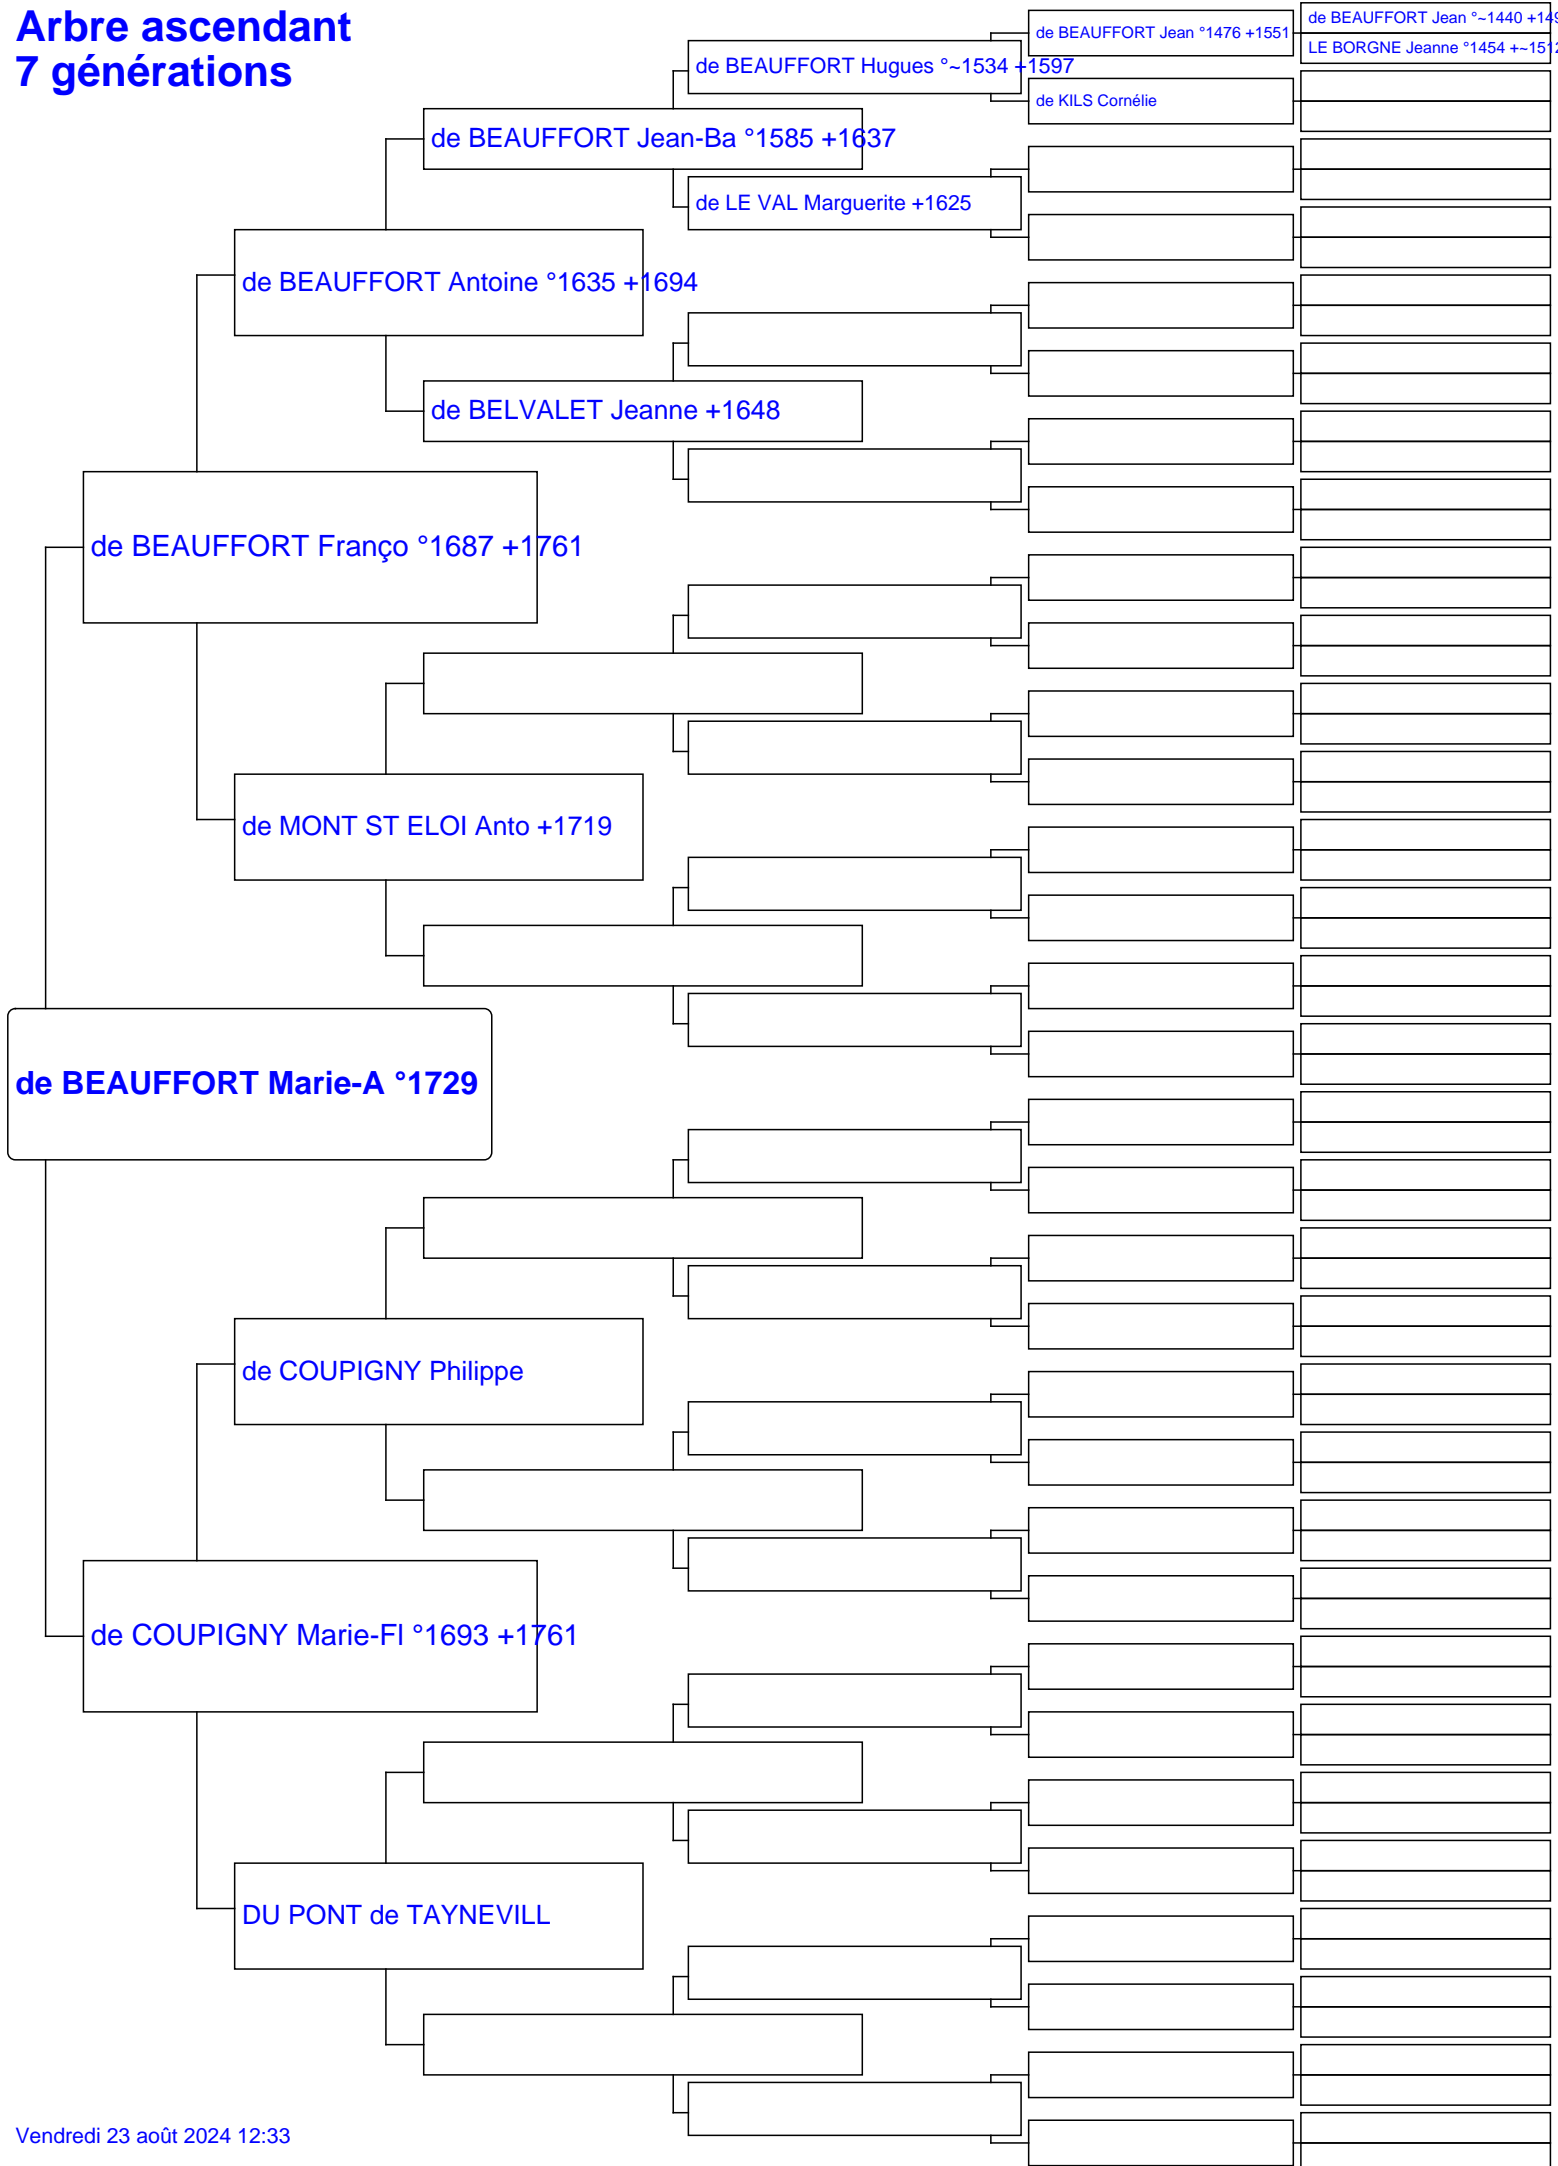 Arbre ascendant
7 générations
de BEAUFFORT Jean °~1440 +149
de BEAUFFORT Jean °1476 +1551
LE BORGNE Jeanne °1454 +~1512
de BEAUFFORT Hugues °~1534 +1597
de KILS Cornélie
de BEAUFFORT Jean-Ba °1585 +1637
de LE VAL Marguerite +1625
de BEAUFFORT Antoine °1635 +1694
de BELVALET Jeanne +1648
de BEAUFFORT Franço °1687 +1761
de MONT ST ELOI Anto +1719
de BEAUFFORT Marie-A °1729
de COUPIGNY Philippe
de COUPIGNY Marie-Fl °1693 +1761
DU PONT de TAYNEVILL
Vendredi 23 août 2024 12:33